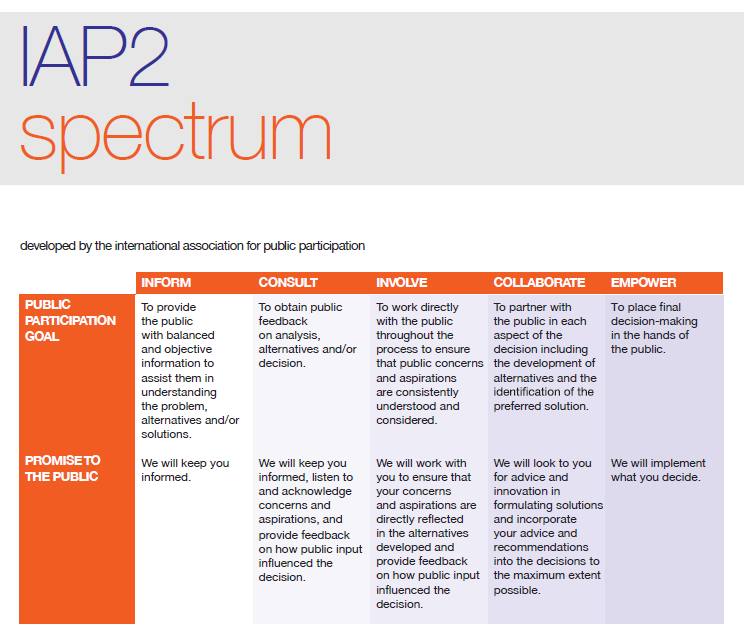 IAP2
spectrum
developed by the international association for public participation
INFORM
CONSULT
INVOLVE
COLLABORATE
EMPOWER
PUBLIC
PARTICIPATION
GOAL
To provide
the public
with balanced
and objective
information to
assist them in
understanding
the problem,
alternatives and/or
solutions.
To obtain public
feedback
on analysis,
alternatives and/or
decision.
To work directly
with the public
throughout the
process to ensure
that public concerns
and aspirations
are consistently
understood and
considered.
To partner with
the public in each
aspect of the
decision including
the development of
alternatives and the
identification of the
preferred solution.
To place final
decision-making
in the hands of
the public.
PROMISE TO
THE PUBLIC
We will keep you
informed.
We will keep you
informed, listen to
and acknowledge
concerns and
aspirations, and
provide feedback
on how public input
influenced the
decision.
We will work with
you to ensure that
your concerns
and aspirations are
directly reflected
in the alternatives
developed and
provide feedback
on how public input
influenced the
decision.
We will look to you
for advice and
innovation in
formulating solutions
and incorporate
your advice and
recommendations
into the decisions to
the maximum extent
possible.
We will implement
what you decide.